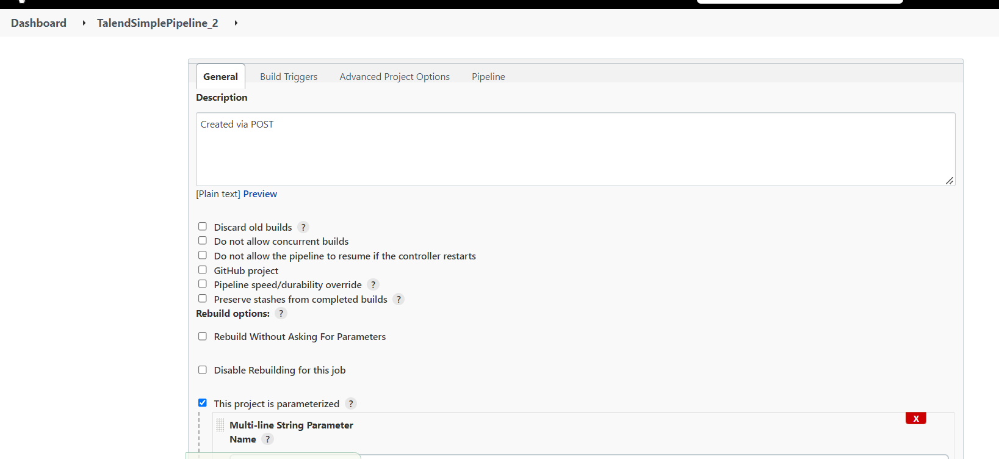 Dashboard TalendSimplePipeline_2
General Build Triggers Advanced Project Options Pipeline
Description
Created via POST
[Plain text] Preview
Discard old builds ?
Do not allow concurrent builds
Do not allow the pipeline to resume if the controller restarts
GitHub project
Pipeline speed/durability override ?
Preserve stashes from completed builds ?
Rebuild options: ?
Rebuild Without Asking For Parameters
Disable Rebuilding for this job
This project is parameterized ?
X
Multi-line String Parameter
Name ?